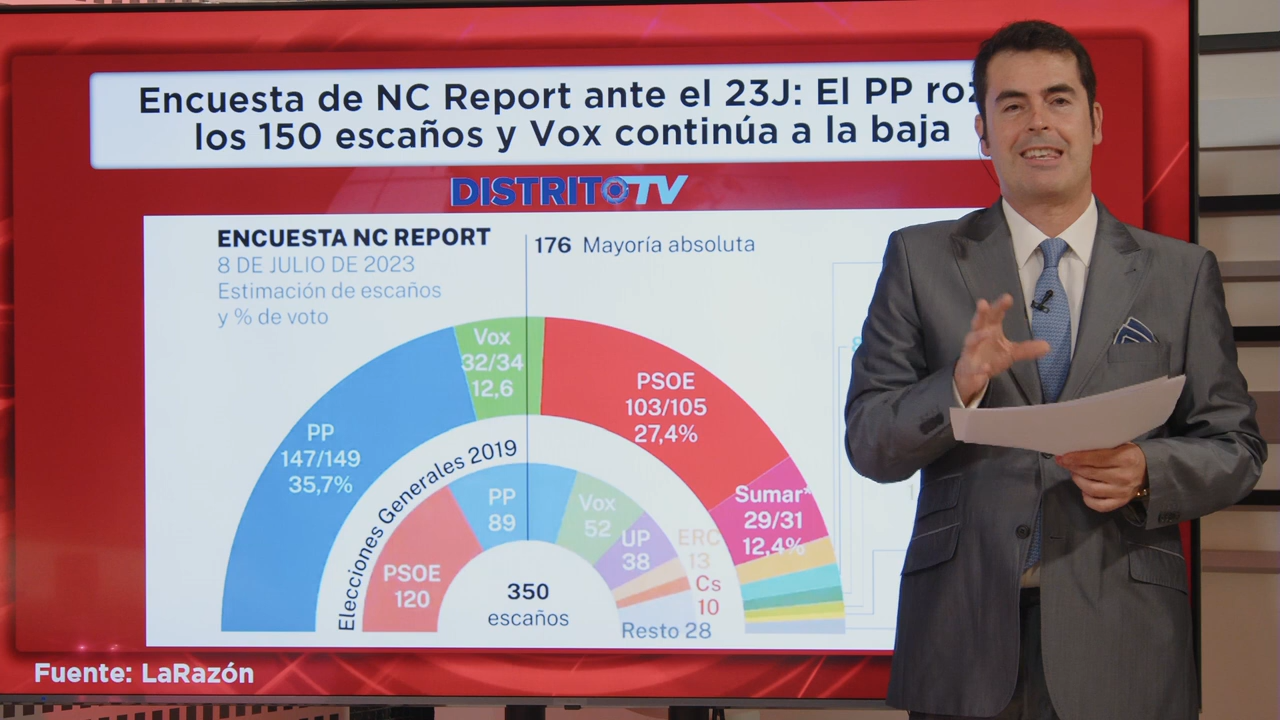 Encuesta de NC Report ante el 23J: El PP roz
los 150 escaños y Vox continúa a la baja
DISTRITOTV
ENCUESTA NC REPORT
8 DE JULIO DE 2023
Estimación de escaños
y % de voto
176 Mayoría absoluta
Vox
32/34
12,6
PSOE
103/105
27,4%
PP
147/149
35,7%
Sumar*
29/31
12,4%
Elecciones Generales 2019
PSOE
120
PP
89
Vox
52
UP
38
ERC
13
Cs
10
Resto 28
350
escaños
Fuente: LaRazón